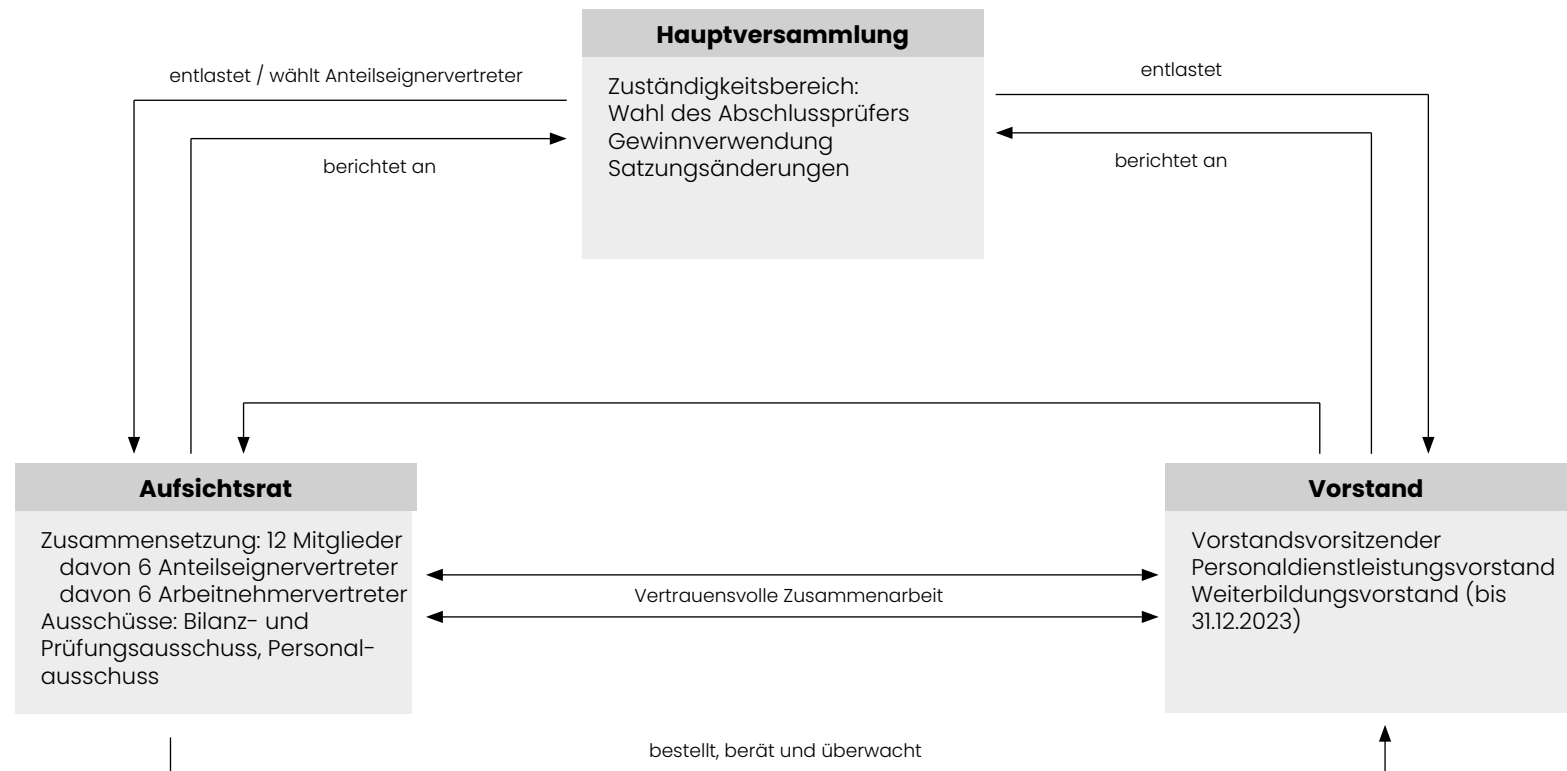 Hauptversammlung
entlastet / wählt Anteilseignervertreter
entlastet
Zuständigkeitsbereich:
Wahl des Abschlussprüfers
Gewinnverwendung
Satzungsänderungen
berichtet an
berichtet an
Aufsichtsrat
Zusammensetzung: 12 Mitglieder
davon 6 Anteilseignervertreter
davon 6 Arbeitnehmervertreter
Ausschüsse: Bilanz- und
Prüfungsausschuss, Personal-
ausschuss
Vertrauensvolle Zusammenarbeit
Vorstand
Vorstandsvorsitzender
Personaldienstleistungsvorstand
Weiterbildungsvorstand (bis
31.12.2023)
bestellt, berät und überwacht